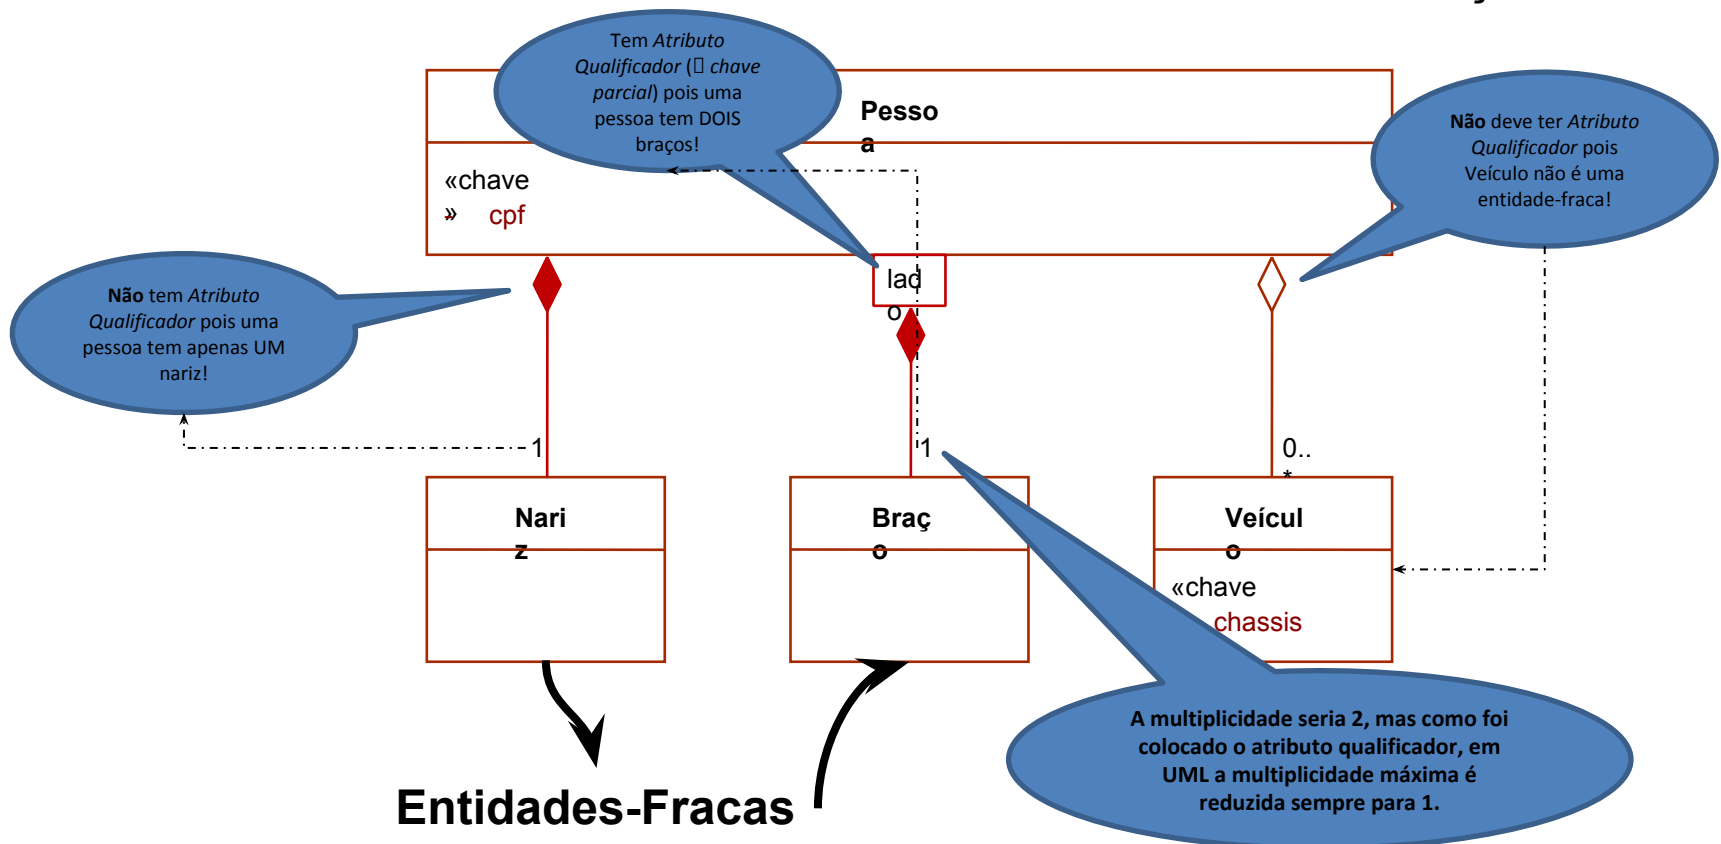 Tem Atributo
Qualificador (▯ chave
parcial) pois uma
pessoa tem DOIS
braços!
Pesso
a
Não deve ter Atributo
Qualificador pois
Veículo não é uma
entidade-fraca!
«chave
»
- cpf
lad
o
Não tem Atributo
Qualificador pois uma
pessoa tem apenas UM
nariz!
1
1
0..
*
Nari
z
Braç
o
Veícul
o
«chave
chassis
A multiplicidade seria 2, mas como foi
colocado o atributo qualificador, em
UML a multiplicidade máxima é
reduzida sempre para 1.
Entidades-Fracas